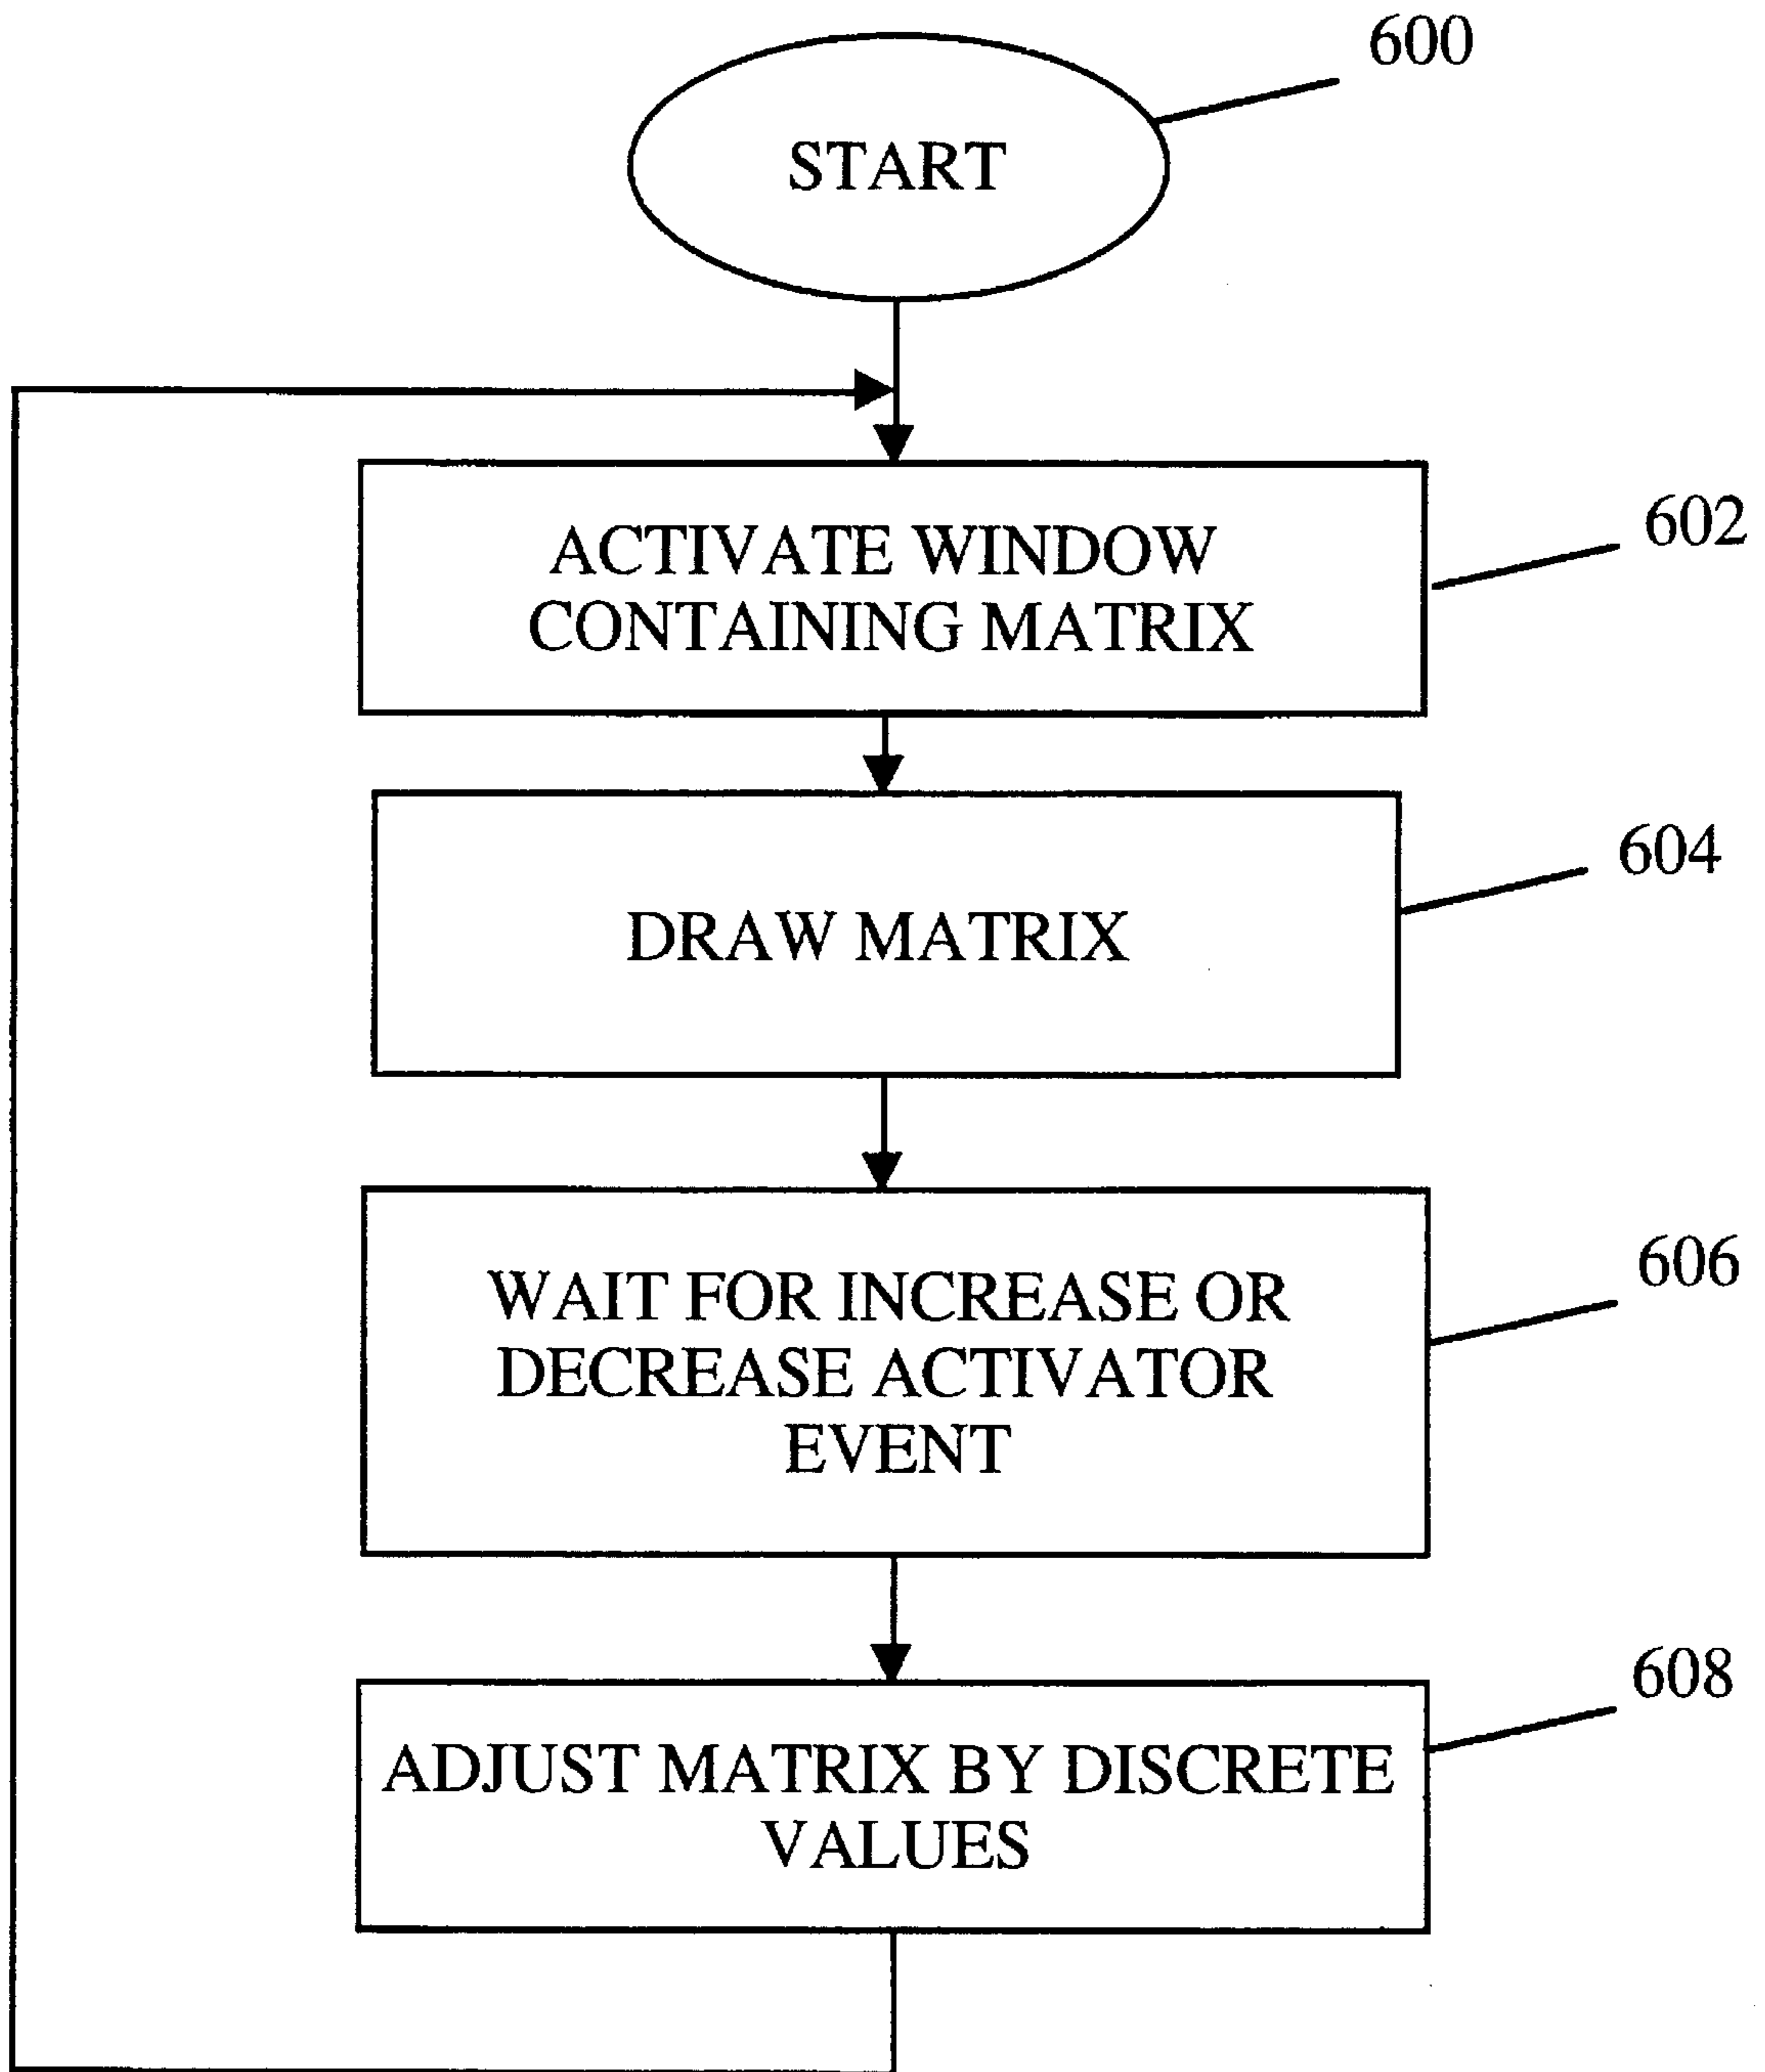 600
START
ACTIVATE WINDOW
CONTAINING MATRIX
602
DRAW MATRIX
604
WAIT FOR INCREASE OR
DECREASE ACTIVATOR
EVENT
606
ADJUST MATRIX BY DISCRETE
VALUES
608